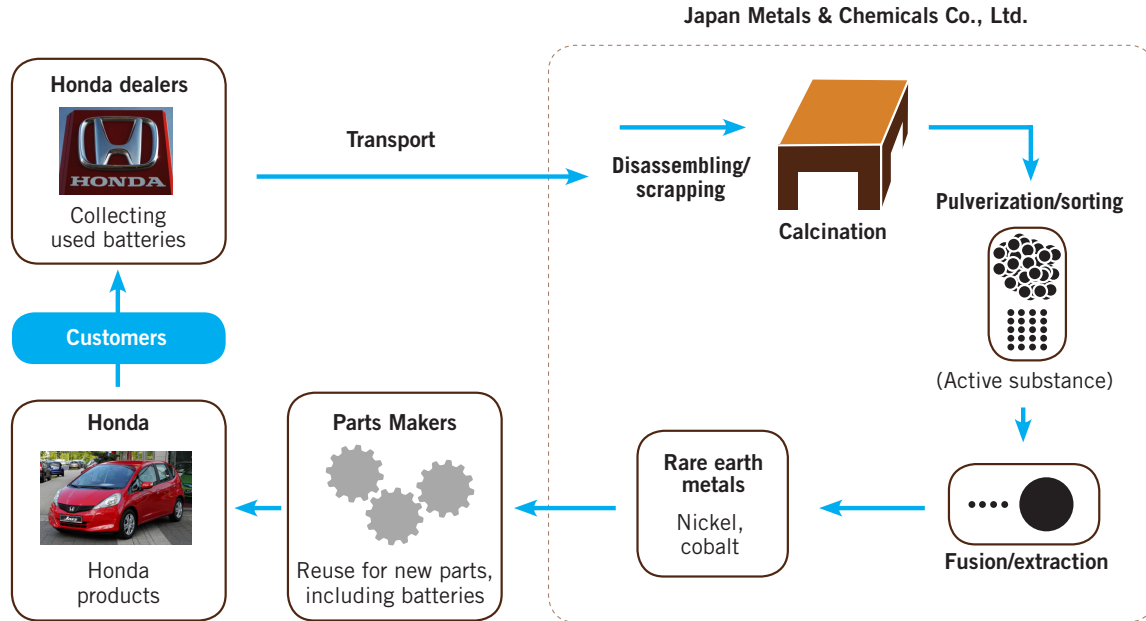 Japan Metals & Chemicals Co., Ltd.
Honda dealers
HONDA
Collecting
used batteries
Transport
Disassembling/
scrapping
Calcination
Pulverization/sorting
(Active substance)
Customers
Honda
Honda
products
Parts Makers
Reuse for new parts,
including batteries
Rare earth
metals
Nickel,
cobalt
Fusion/extraction